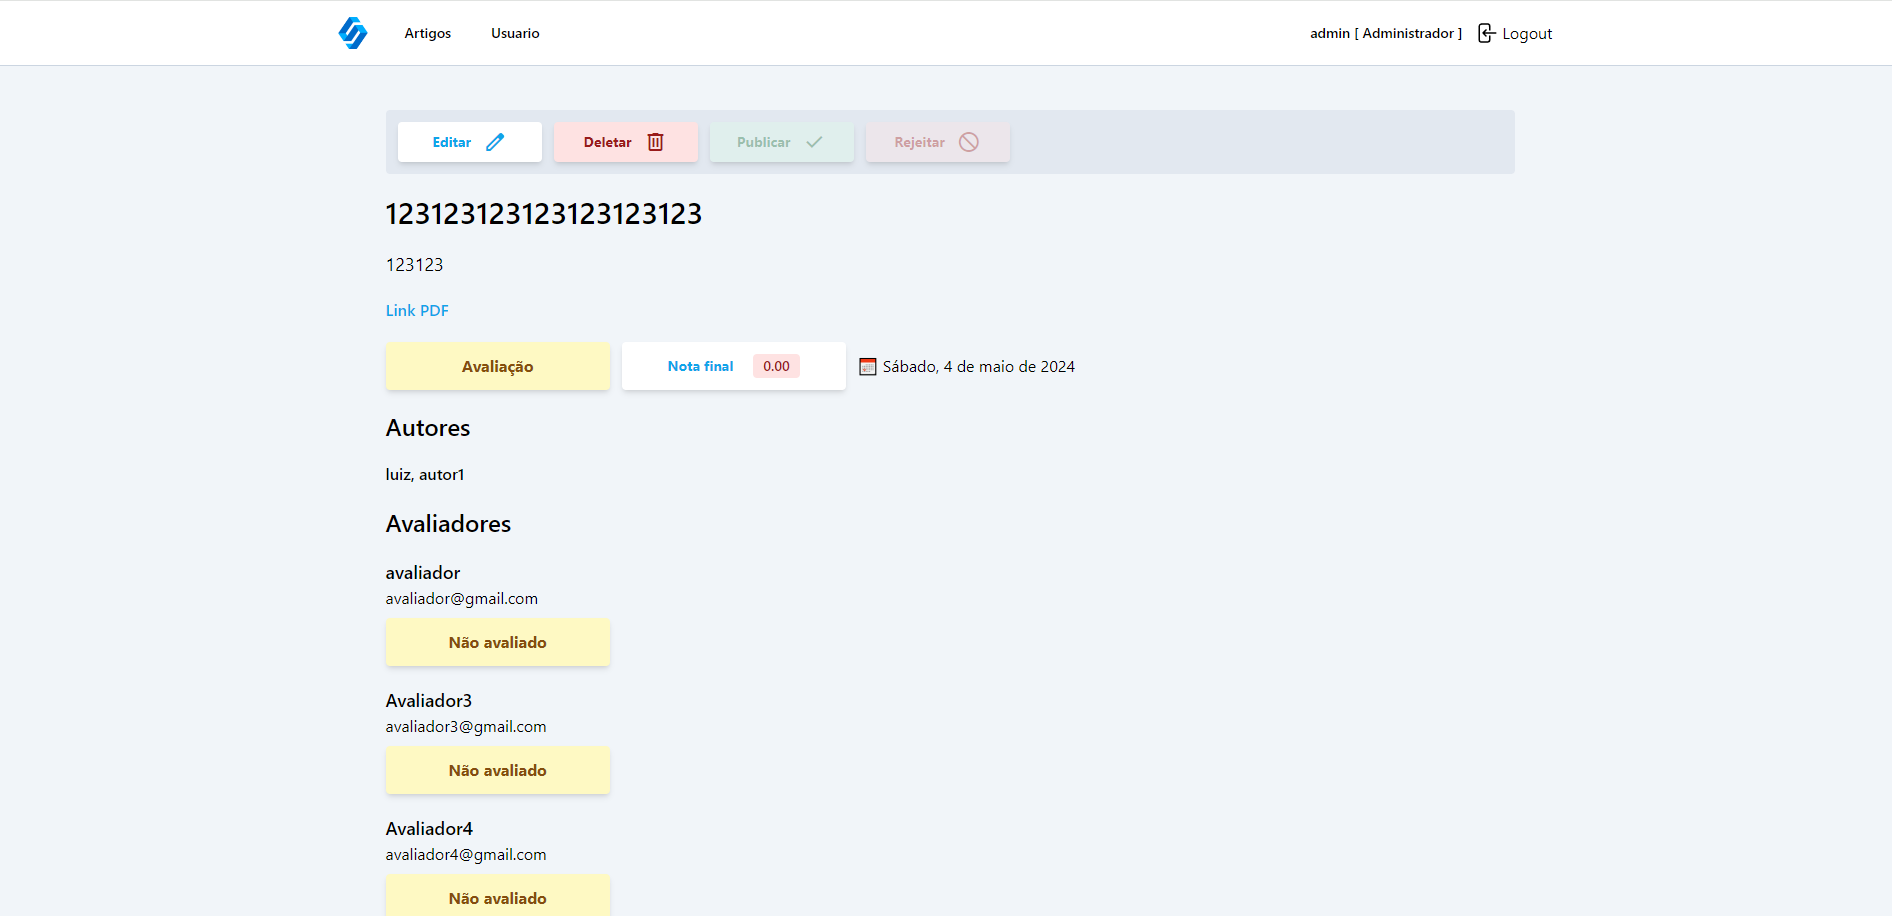 Artigos Usuario admin [ Administrador ] Logout
Editar Deletar Publicar Rejeitar
123123123123123123123
123123
Link PDF
Avaliação Nota final 0.00 Sábado, 4 de maio de 2024
Autores
luiz, autor1
Avaliadores
avaliador
avaliador@gmail.com
Não avaliado
Avaliador3
avaliador3@gmail.com
Não avaliado
Avaliador4
avaliador4@gmail.com
Não avaliado